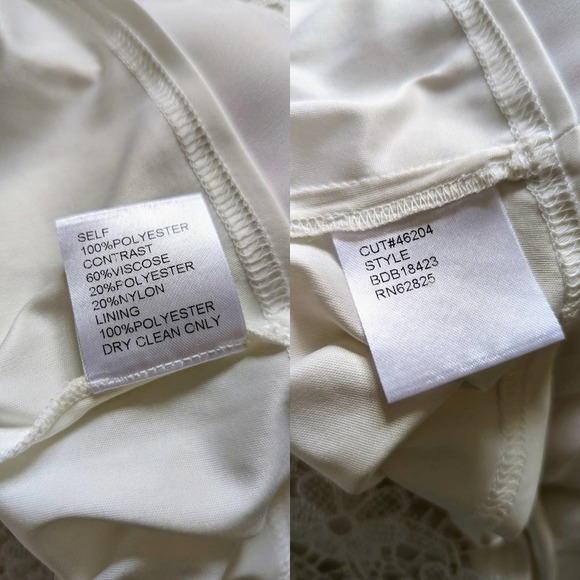 SELF
100%POLYESTER
CONTRAST
60%VISCOSE
20%POLYESTER
20%NYLON
LINING
100%POLYESTER
DRY CLEAN ONLY
CUT#46204
STYLE
BDB18423
RN62825